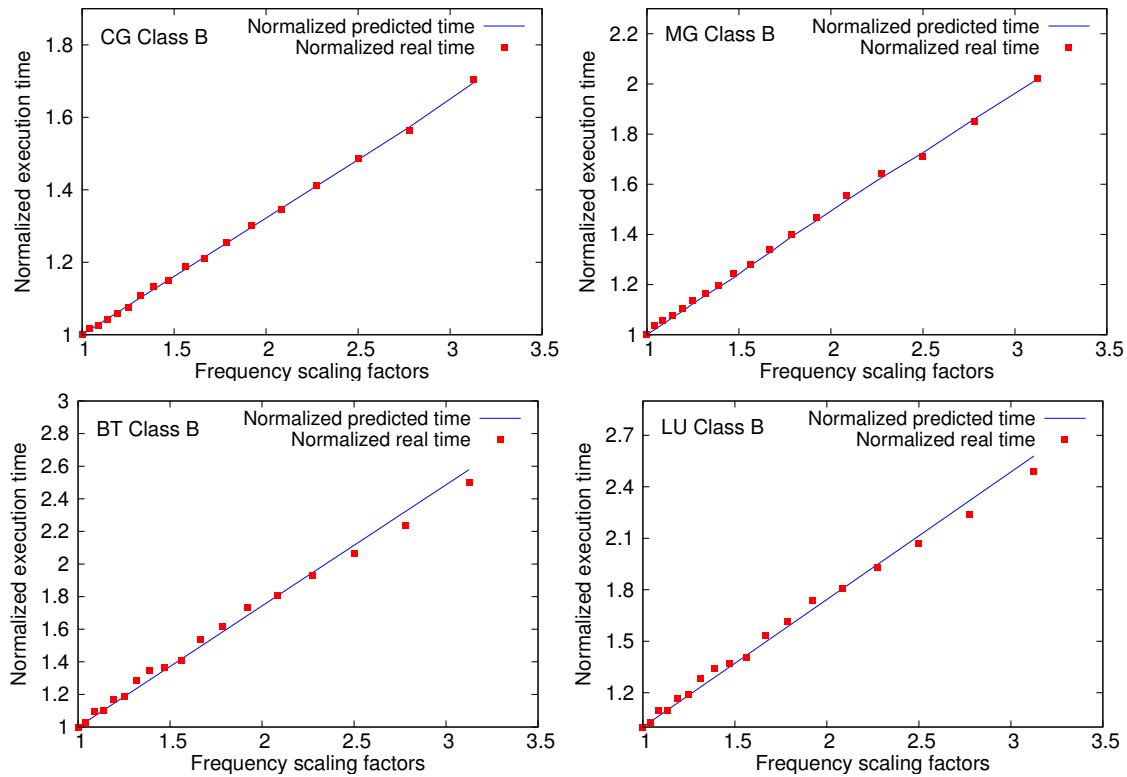 CG Class B
Normalized predicted time
Normalized real time
Normalized execution time
1.8
1.6
1.4
1.2
1
1
1.5
2
2.5
3
3.5
Frequency scaling factors
MG Class B
Normalized predicted time
Normalized real time
Normalized execution time
2.2
2
1.8
1.6
1.4
1.2
1
1
1.5
2
2.5
3
3.5
Frequency scaling factors
BT Class B
Normalized predicted time
Normalized real time
Normalized execution time
3
2.8
2.6
2.4
2.2
2
1.8
1.6
1.4
1.2
1
1
1.5
2
2.5
3
3.5
Frequency scaling factors
LU Class B
Normalized predicted time
Normalized real time
Normalized execution time
2.7
2.4
2.1
1.8
1.5
1.2
1
1.5
2
2.5
3
3.5
Frequency scaling factors